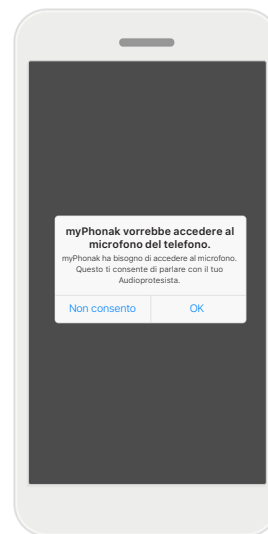 myPhonak vorrebbe accedere al
microfono del telefono.
myPhonak ha bisogno di accedere al microfono.
Questo ti consente di parlare con il tuo
Audioprotesista.
Non consento OK